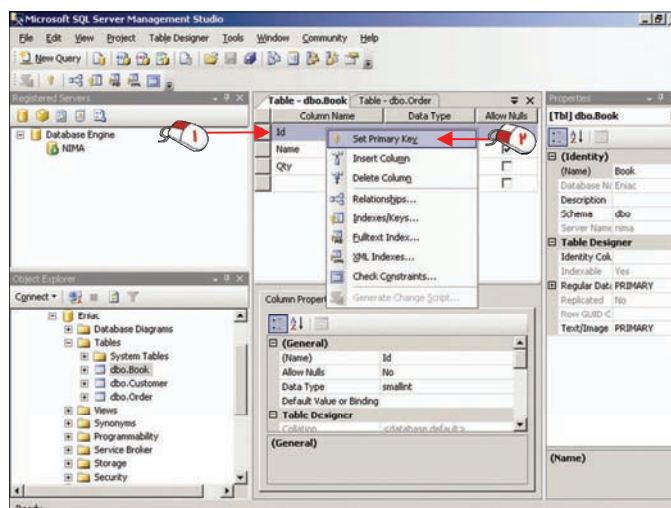 Microsoft SQL Server Management Studio
File Edit View Project Table Designer Tools Window Community Help
New Query
Registered Servers
Database Engine
NIMA
Table - dbo.Book Table - dbo.Order
Column Name Data Type Allow Nulls
Id
Name
Qty
۱
۲
Set Primary Key
Insert Column
Delete Column
Relationships...
Indexes/Keys...
Fulltext Index...
XML Indexes...
Check Constraints...
Generate Change Script...
Properties
[Tbl] dbo.Book
(Identity)
(Name) Book
Database Na Eniac
Description
Schema dbo
Server Name nima
Table Designer
Identity Colu
Indexable Yes
Regular Data PRIMARY
Replicated No
Row GUID C
Text/Image PRIMARY
(Name)
Object Explorer
Connect
Eniac
Database Diagrams
Tables
System Tables
dbo.Book
dbo.Customer
dbo.Order
Views
Synonyms
Programmability
Service Broker
Storage
Security
Column Propert
(General)
(Name) Id
Allow Nulls No
Data Type smallint
Default Value or Binding
Table Designer
Collation <database default>
(General)
Ready